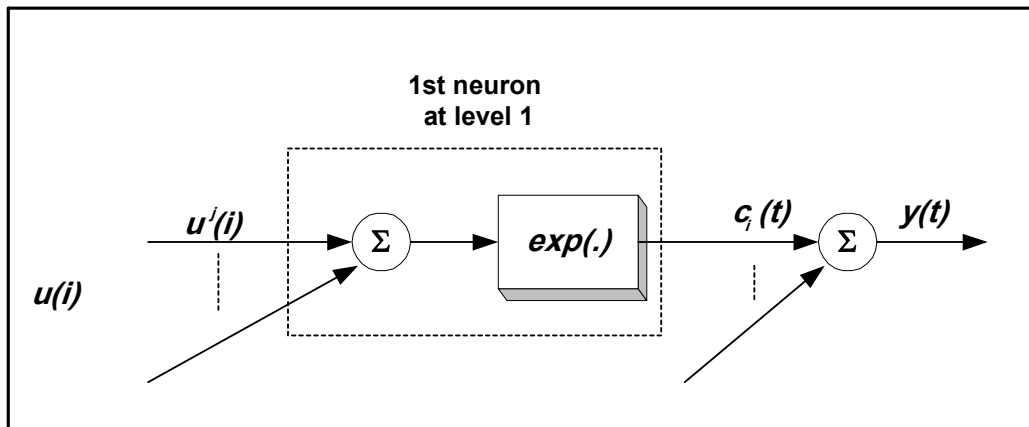 1st neuron
at level 1
u^j(i)
Σ
exp(.)
c_i(t)
Σ
y(t)
u(i)